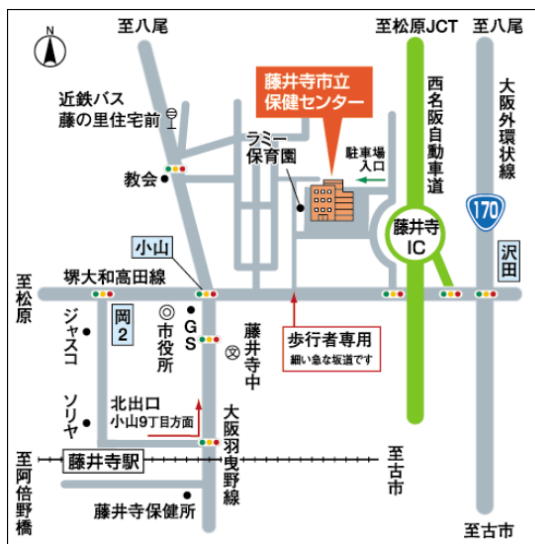 至八尾
至松原JCT
至八尾
近鉄バス
藤の里住宅前
藤井寺市立
保健センター
西名阪自動車道
大阪外環状線
ラミー
保育園
駐車場
入口
教会
170
藤井寺
IC
小山
沢田
堺大和高田線
至松原
岡2
ジャスコ
市役所
GS
藤井寺中
文
歩行者専用
細い急な坂道です
北出口
小山9丁目方面
ソリヤ
大阪羽曳野線
藤井寺駅
至阿倍野橋
至古市
藤井寺保健所
至古市